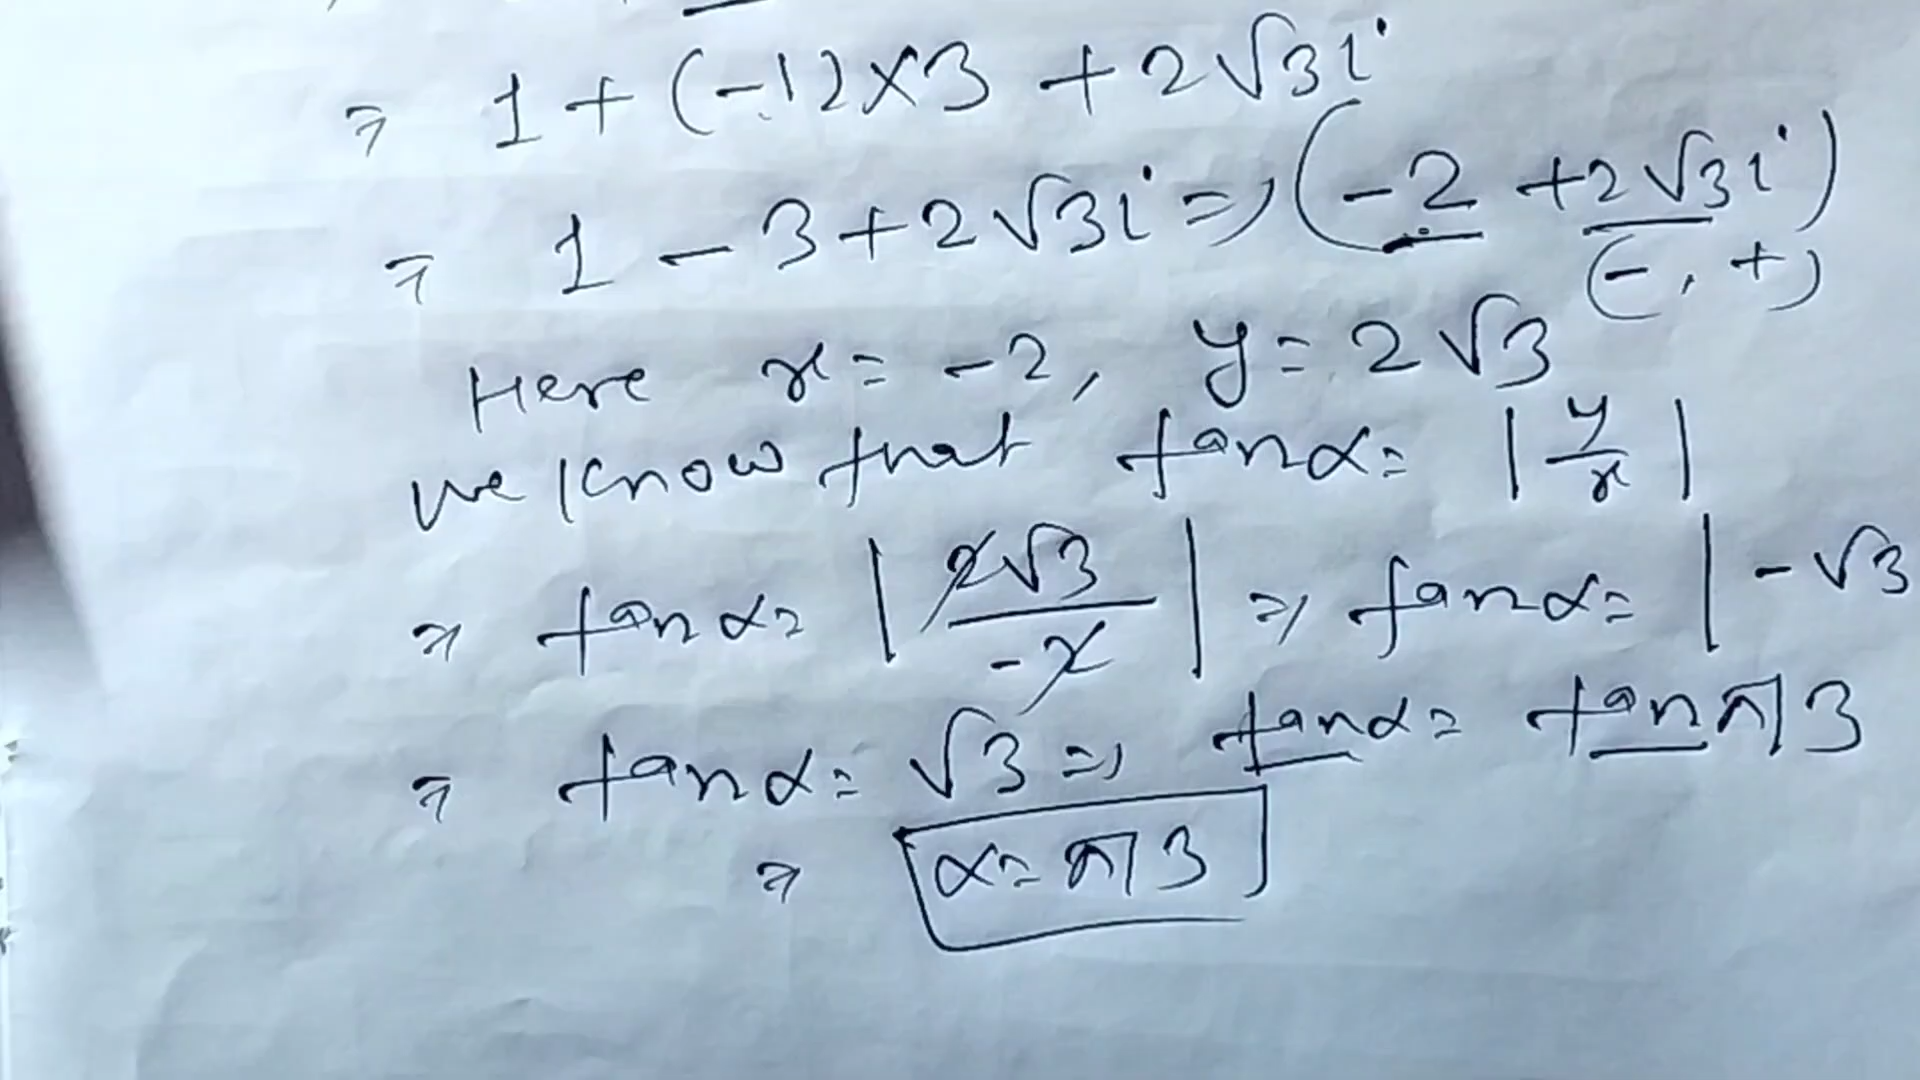 ⇒ 1 + (-1)×3 + 2√3i
⇒ 1 - 3 + 2√3i ⇒ (-2 + 2√3i)
(-, +)
Here x = -2, y = 2√3
we know that tanα = |y/x|
⇒ tanα = |2√3/-2| ⇒ tanα = |-√3
⇒ tanα = √3 ⇒ tanα = tan π/3
⇒ α = π/3